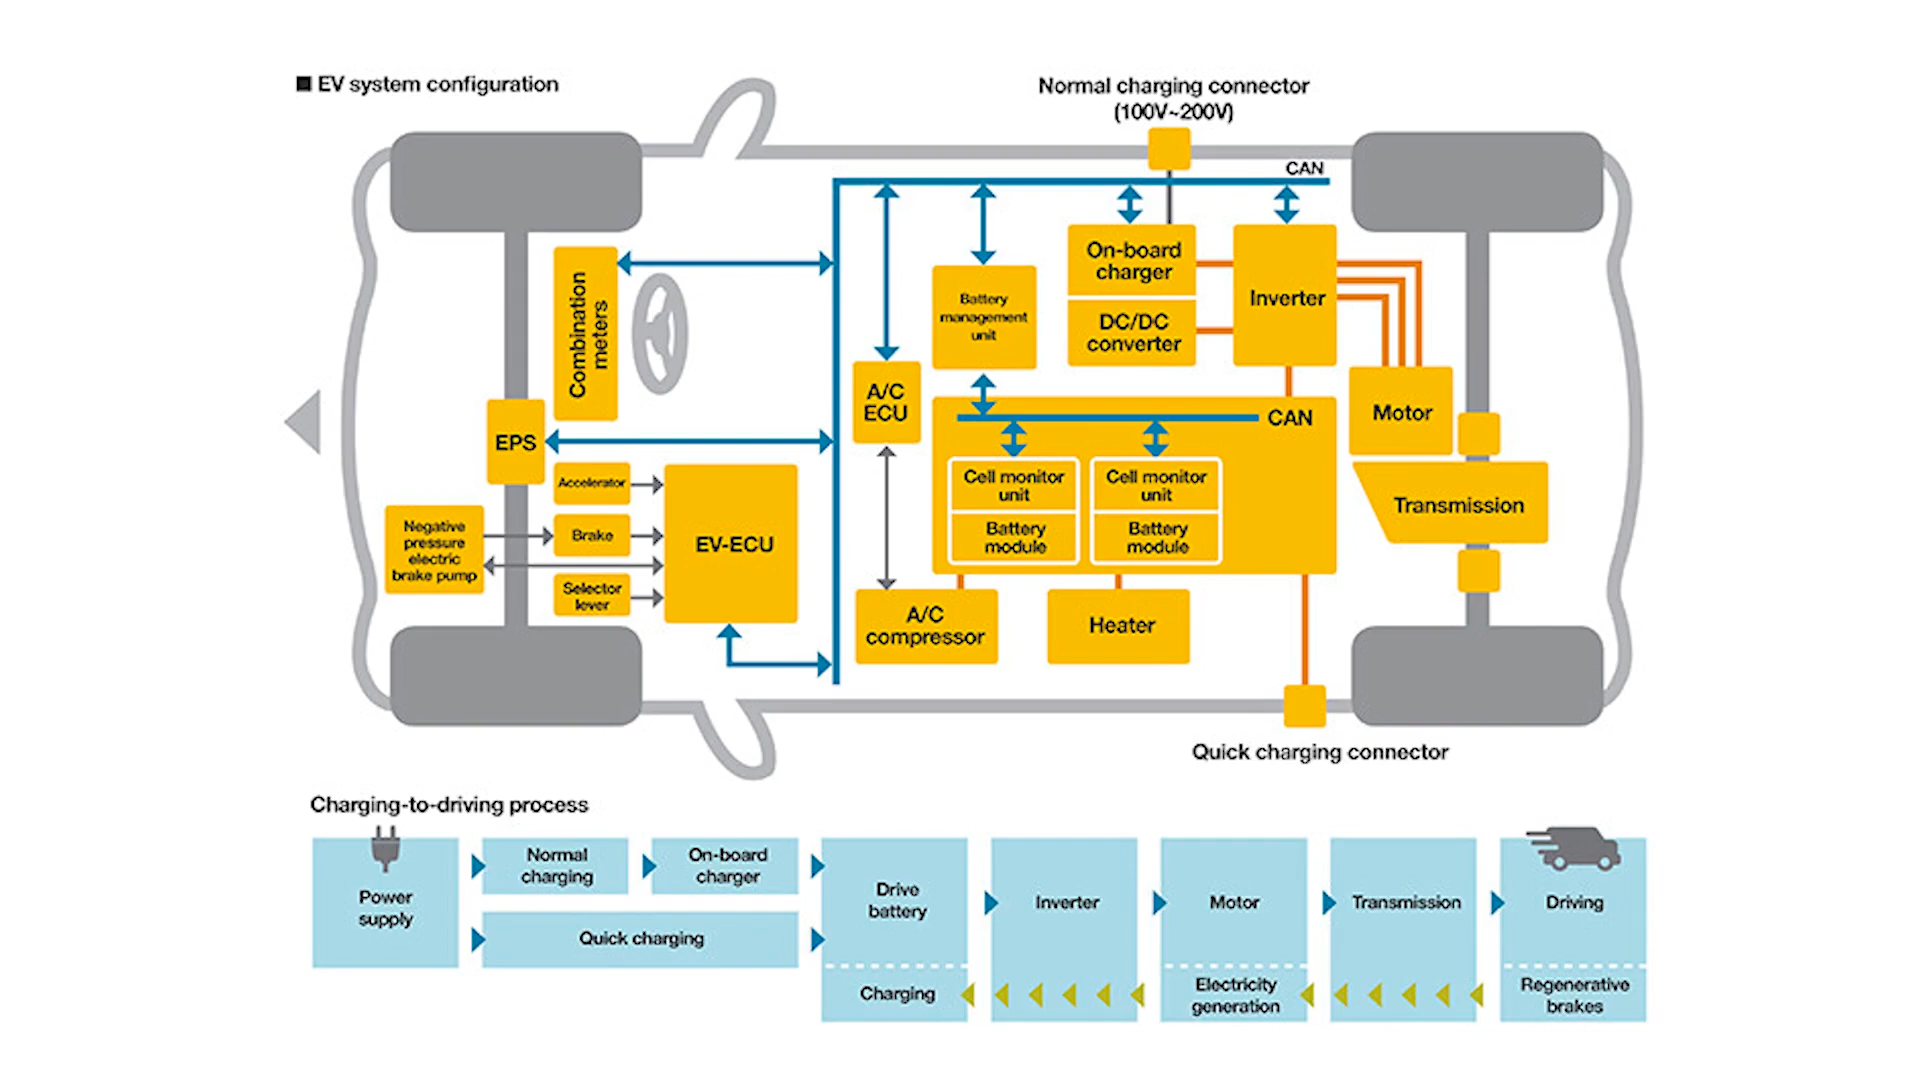 EV system configuration
Normal charging connector
(100V~200V)
CAN
Combination
meters
On-board
charger
DC/DC
converter
Inverter
Battery
management
unit
A/C
ECU
CAN
Motor
EPS
Accelerator
Cell monitor
unit
Battery
module
Cell monitor
unit
Battery
module
Transmission
Negative
pressure
electric
brake pump
Brake
Selector
lever
EV-ECU
A/C
compressor
Heater
Quick charging connector
Charging-to-driving process
Power
supply
Normal
charging
On-board
charger
Quick charging
Drive
battery
Inverter
Motor
Transmission
Driving
Charging
Electricity
generation
Regenerative
brakes